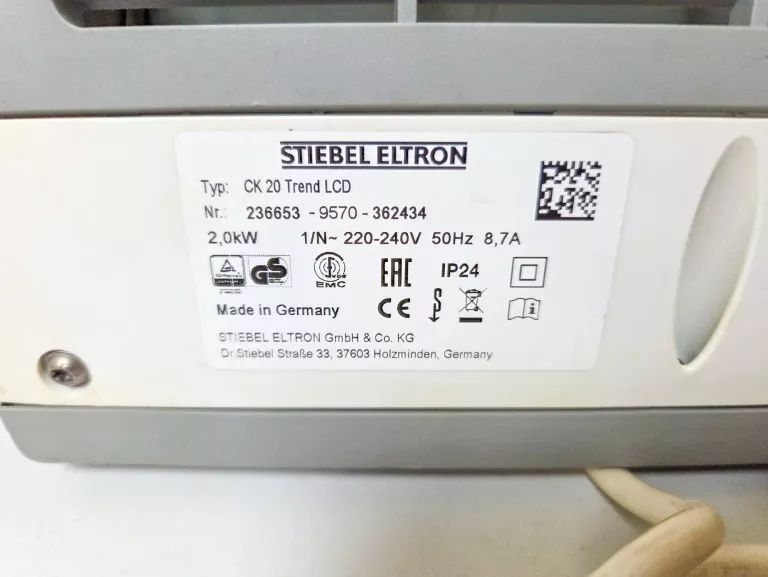 STIEBEL ELTRON
Typ: CK 20 Trend LCD
Nr.: 236653 - 9570 - 362434
2,0kW 1/N~ 220-240V 50Hz 8,7A
GS EMC EAC IP24
Made in Germany CE
STIEBEL ELTRON GmbH & Co. KG
Dr.Stiebel Straße 33, 37603 Holzminden, Germany